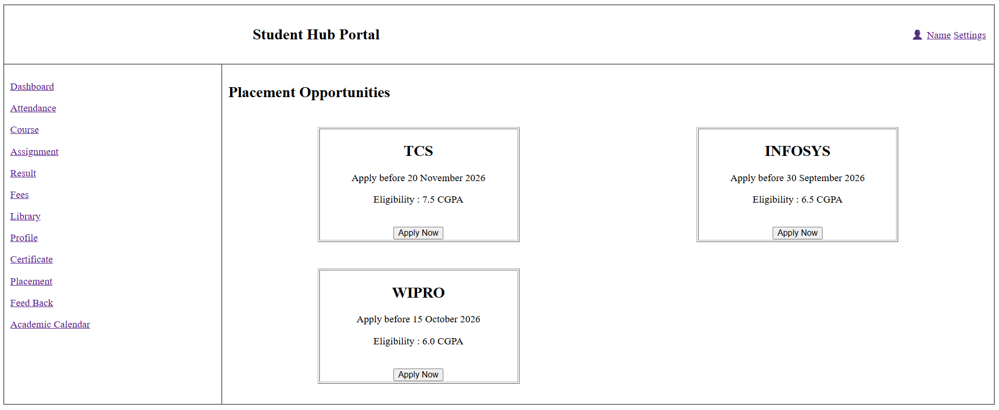 Student Hub Portal
Name Settings
Dashboard
Attendance
Course
Assignment
Result
Fees
Library
Profile
Certificate
Placement
Feed Back
Academic Calendar
Placement Opportunities
TCS
Apply before 20 November 2026
Eligibility : 7.5 CGPA
Apply Now
INFOSYS
Apply before 30 September 2026
Eligibility : 6.5 CGPA
Apply Now
WIPRO
Apply before 15 October 2026
Eligibility : 6.0 CGPA
Apply Now